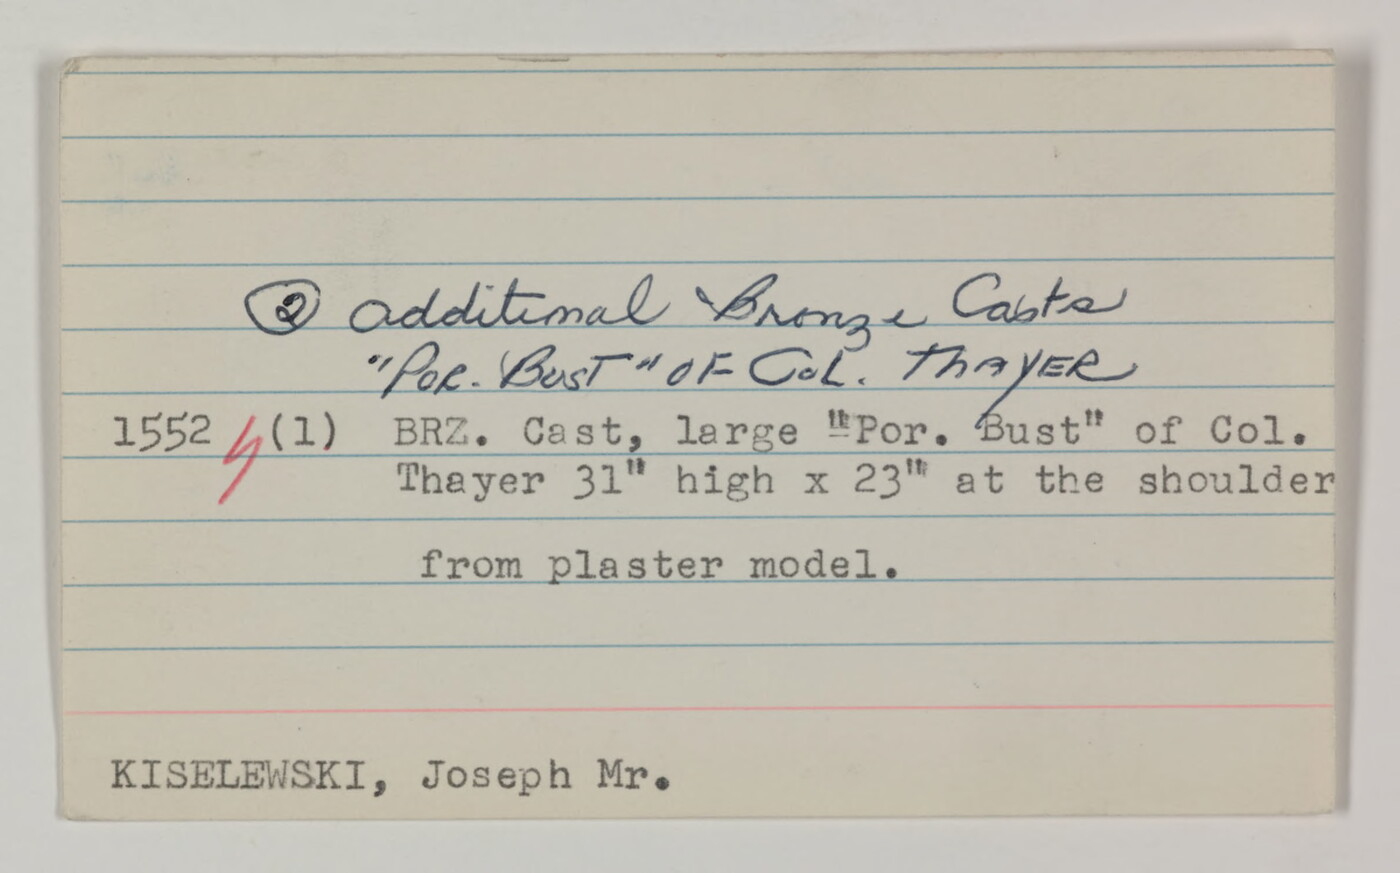 ② additional Bronze Casts
"Por. Bust" OF Col. THAYER
1552 (1) BRZ. Cast, large "Por. Bust" of Col.
Thayer 31" high x 23" at the shoulder
from plaster model.
KISELEWSKI, Joseph Mr.